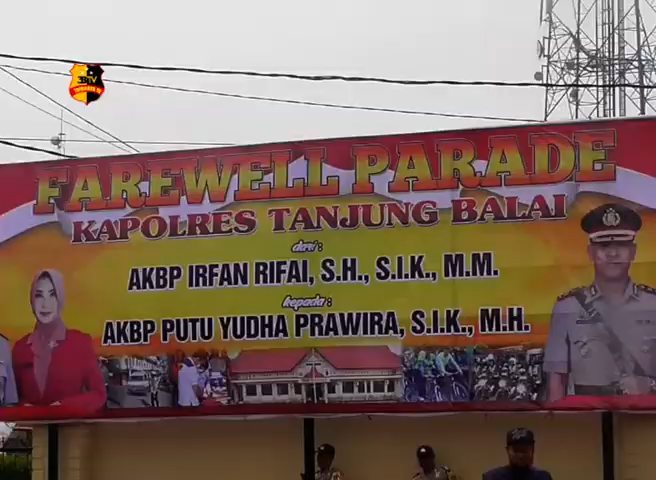 FAREWELL PARADE
KAPOLRES TANJUNG BALAI
dari :
AKBP IRFAN RIFAI, S.H., S.I.K., M.M.
kepada :
AKBP PUTU YUDHA PRAWIRA, S.I.K., M.H.